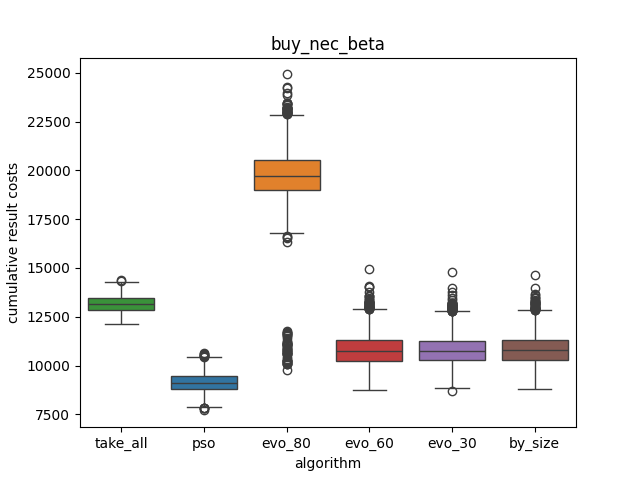 buy_nec_beta
cumulative result costs
25000
22500
20000
17500
15000
12500
10000
7500
take_all pso evo_80 evo_60 evo_30 by_size
algorithm